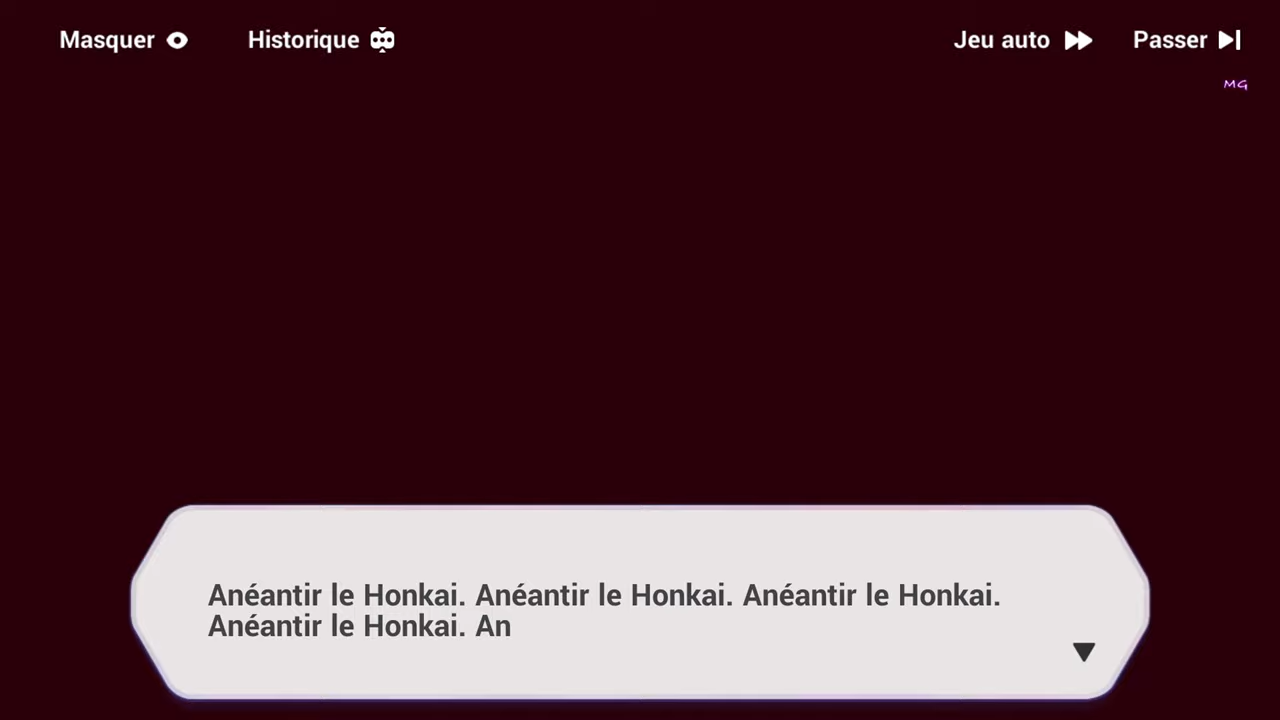 Masquer
Historique
Jeu auto
Passer
MG
Anéantir le Honkai. Anéantir le Honkai. Anéantir le Honkai.
Anéantir le Honkai. An